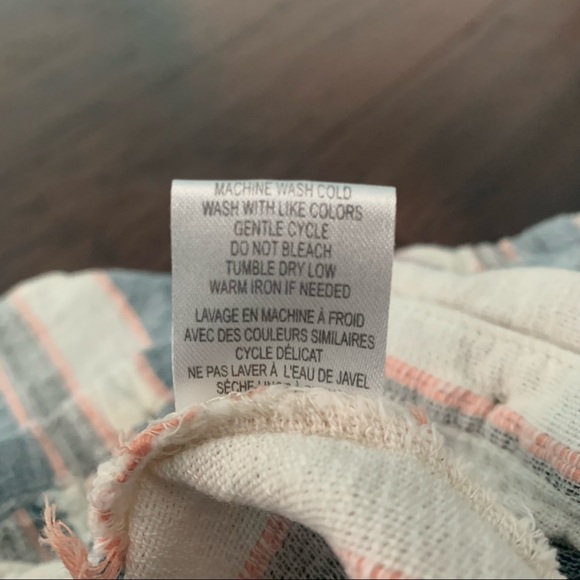 MACHINE WASH COLD
WASH WITH LIKE COLORS
GENTLE CYCLE
DO NOT BLEACH
TUMBLE DRY LOW
WARM IRON IF NEEDED
LAVAGE EN MACHINE À FROID
AVEC DES COULEURS SIMILAIRES
CYCLE DÉLICAT
NE PAS LAVER À L'EAU DE JAVEL